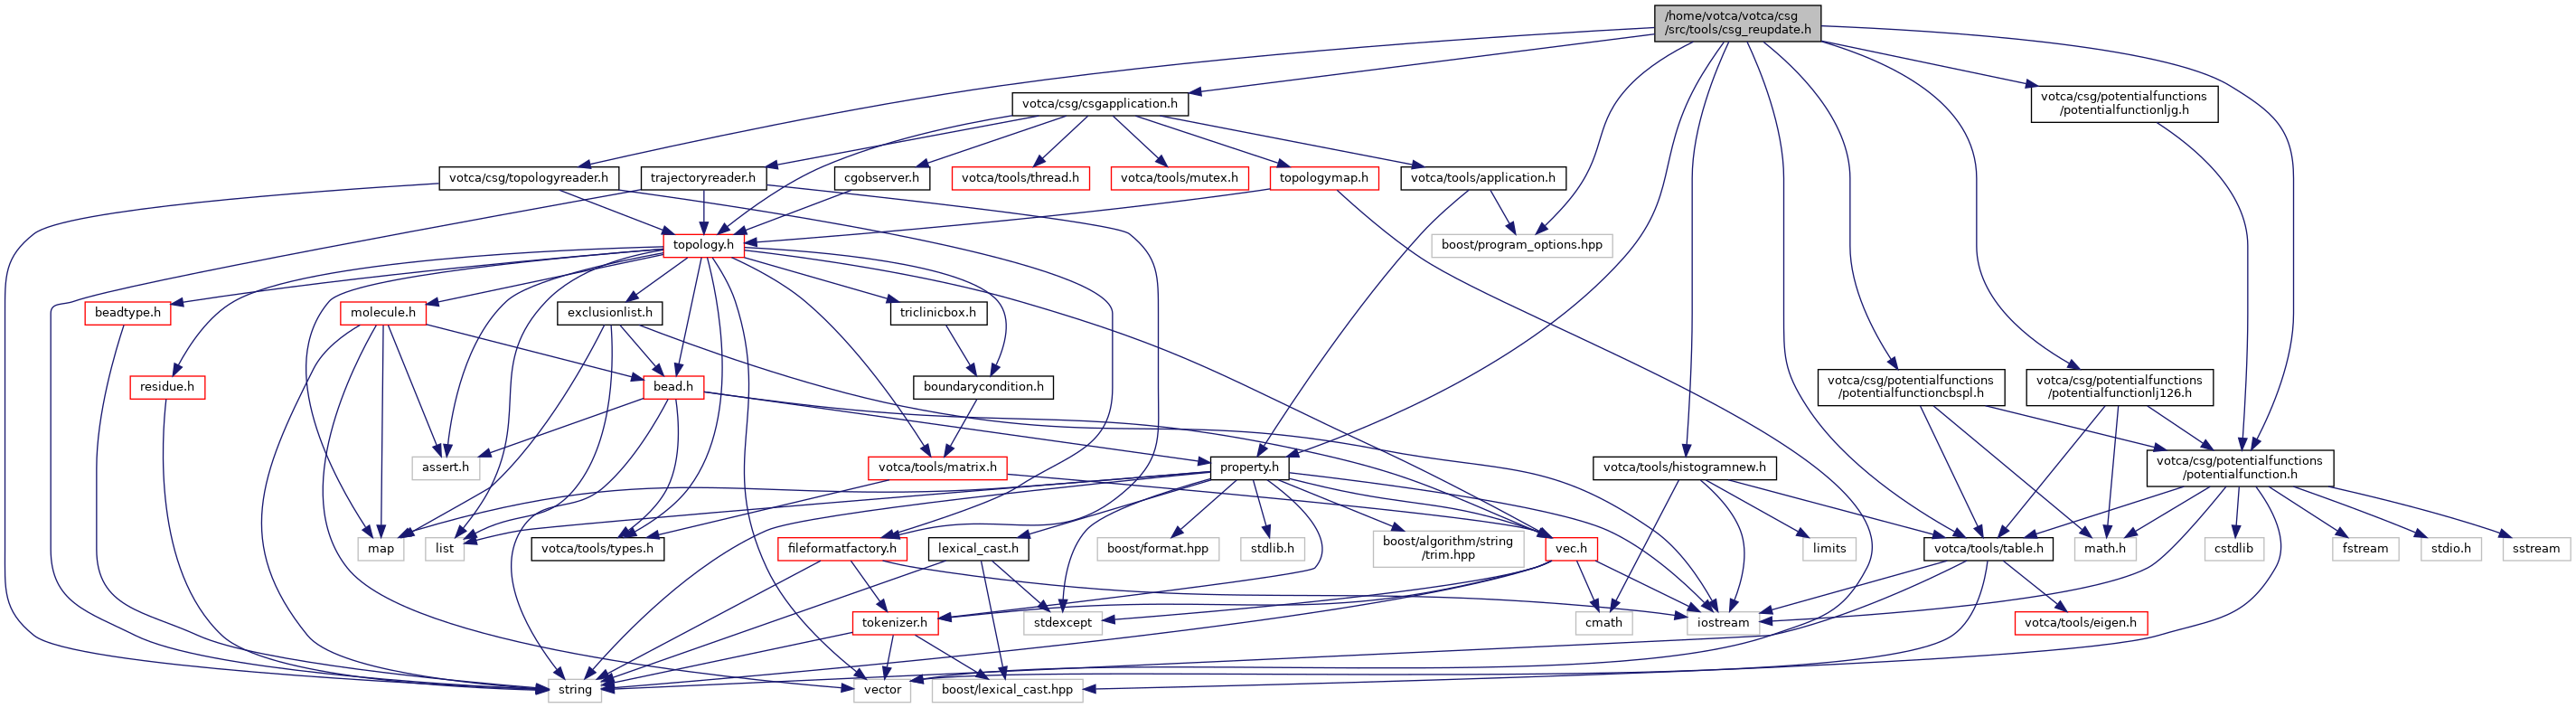 /home/votca/votca/csg
/src/tools/csg_reupdate.h
votca/csg/csgapplication.h
votca/csg/potentialfunctions
/potentialfunctionljg.h
votca/csg/topologyreader.h
trajectoryreader.h
cgobserver.h
votca/tools/thread.h
votca/tools/mutex.h
topologymap.h
votca/tools/application.h
topology.h
boost/program_options.hpp
beadtype.h
molecule.h
exclusionlist.h
triclinicbox.h
residue.h
bead.h
boundarycondition.h
votca/csg/potentialfunctions
/potentialfunctioncbspl.h
votca/csg/potentialfunctions
/potentialfunctionlj126.h
assert.h
votca/tools/matrix.h
property.h
votca/tools/histogramnew.h
votca/csg/potentialfunctions
/potentialfunction.h
map
list
votca/tools/types.h
fileformatfactory.h
lexical_cast.h
boost/format.hpp
stdlib.h
boost/algorithm/string
/trim.hpp
vec.h
limits
votca/tools/table.h
math.h
cstdlib
fstream
stdio.h
sstream
tokenizer.h
stdexcept
cmath
iostream
votca/tools/eigen.h
string
vector
boost/lexical_cast.hpp